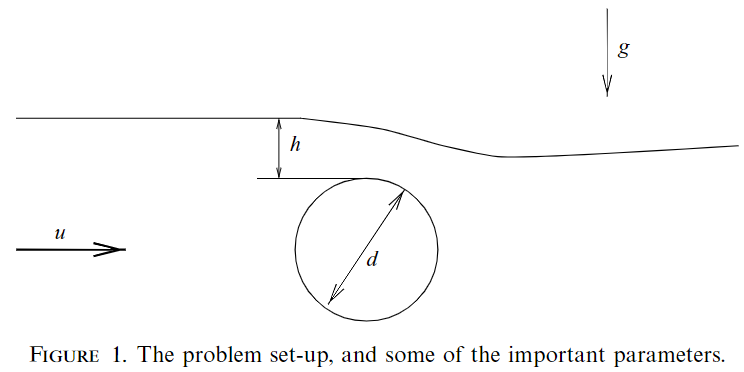 g
h
u
d
FIGURE 1. The problem set-up, and some of the important parameters.